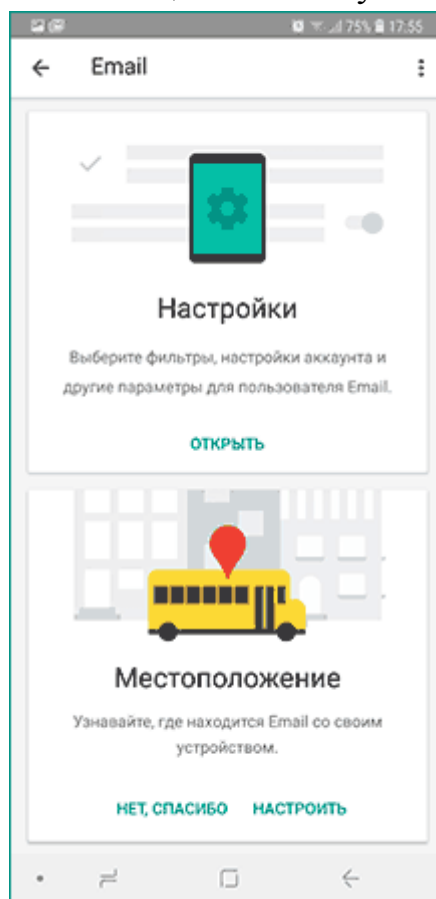 75% 17:55
Email
Настройки
Выберите фильтры, настройки аккаунта и
другие параметры для пользователя Email.
ОТКРЫТЬ
Местоположение
Узнавайте, где находится Email со своим
устройством.
НЕТ, СПАСИБО НАСТРОИТЬ